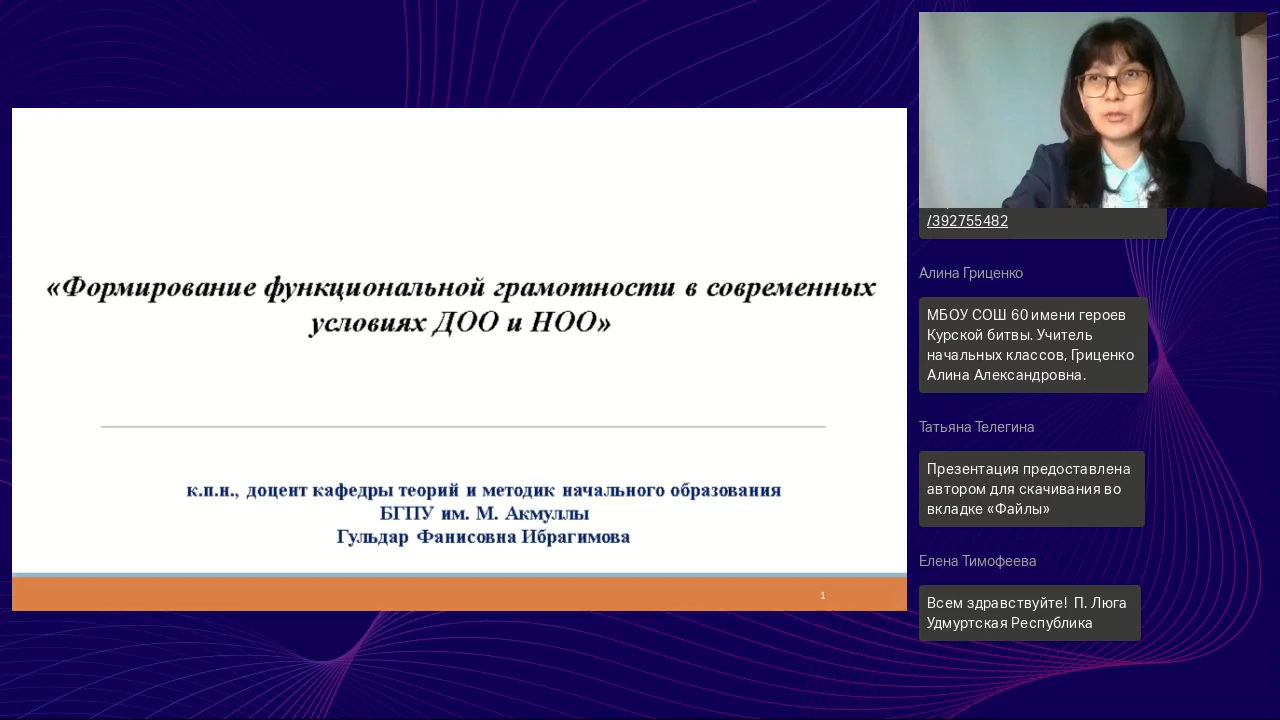 «Формирование функциональной грамотности в современных
условиях ДОО и НОО»
к.п.н., доцент кафедры теорий и методик начального образования
БГПУ им. М. Акмуллы
Гульдар Фанисовна Ибрагимова
1
/392755482
Алина Гриценко
МБОУ СОШ 60 имени героев
Курской битвы. Учитель
начальных классов, Гриценко
Алина Александровна.
Татьяна Телегина
Презентация предоставлена
автором для скачивания во
вкладке «Файлы»
Елена Тимофеева
Всем здравствуйте! П. Люга
Удмуртская Республика